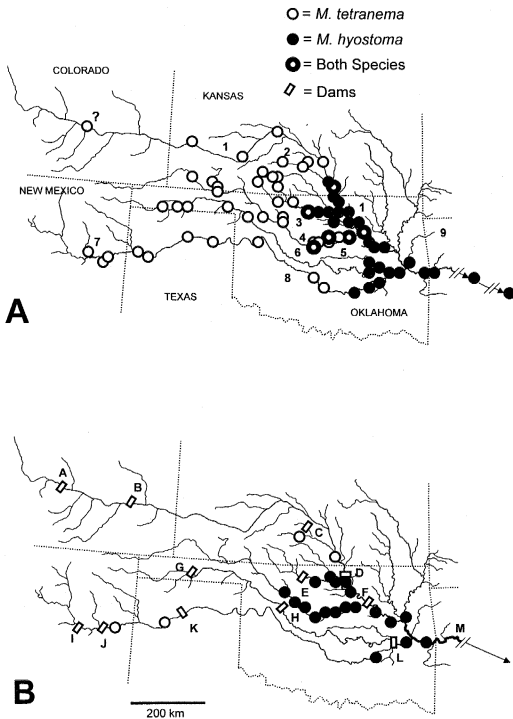 = M. tetranema
= M. hyostoma
= Both Species
= Dams
COLORADO
KANSAS
?
1
2
NEW MEXICO
3
1
4
9
7
6
5
8
TEXAS
OKLAHOMA
A
A
B
C
G
D
E
F
H
K
I
J
M
L
B
200 km